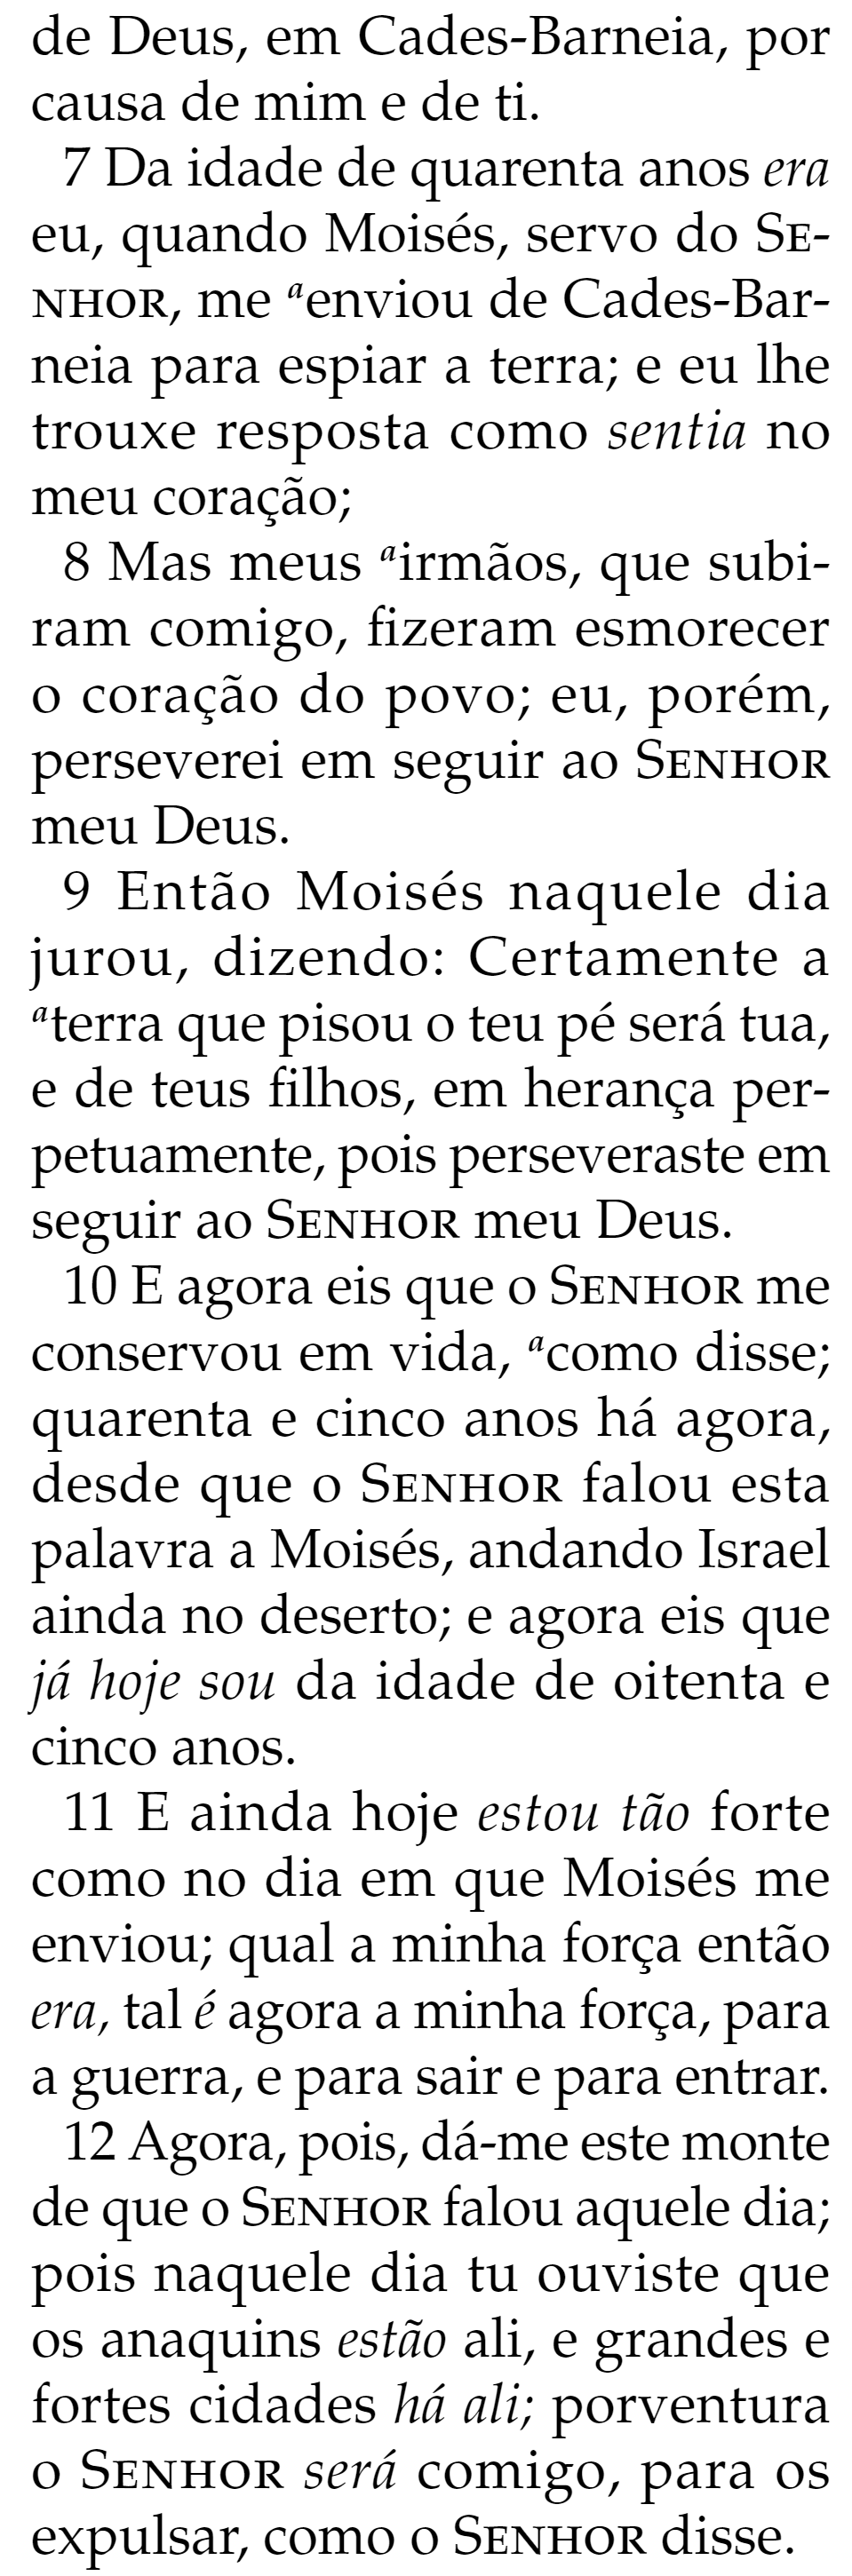 de Deus, em Cades-Barneia, por
causa de mim e de ti.
7 Da idade de quarenta anos era
eu, quando Moisés, servo do SE-
NHOR, me ᵃenviou de Cades-Bar-
neia para espiar a terra; e eu lhe
trouxe resposta como sentia no
meu coração;
8 Mas meus ᵃirmãos, que subi-
ram comigo, fizeram esmorecer
o coração do povo; eu, porém,
perseverei em seguir ao SENHOR
meu Deus.
9 Então Moisés naquele dia
jurou, dizendo: Certamente a
ᵃterra que pisou o teu pé será tua,
e de teus filhos, em herança per-
petuamente, pois perseveraste em
seguir ao SENHOR meu Deus.
10 E agora eis que o SENHOR me
conservou em vida, ᵃcomo disse;
quarenta e cinco anos há agora,
desde que o SENHOR falou esta
palavra a Moisés, andando Israel
ainda no deserto; e agora eis que
já hoje sou da idade de oitenta e
cinco anos.
11 E ainda hoje estou tão forte
como no dia em que Moisés me
enviou; qual a minha força então
era, tal é agora a minha força, para
a guerra, e para sair e para entrar.
12 Agora, pois, dá-me este monte
de que o SENHOR falou aquele dia;
pois naquele dia tu ouviste que
os anaquins estão ali, e grandes e
fortes cidades há ali; porventura
o SENHOR será comigo, para os
expulsar, como o SENHOR disse.